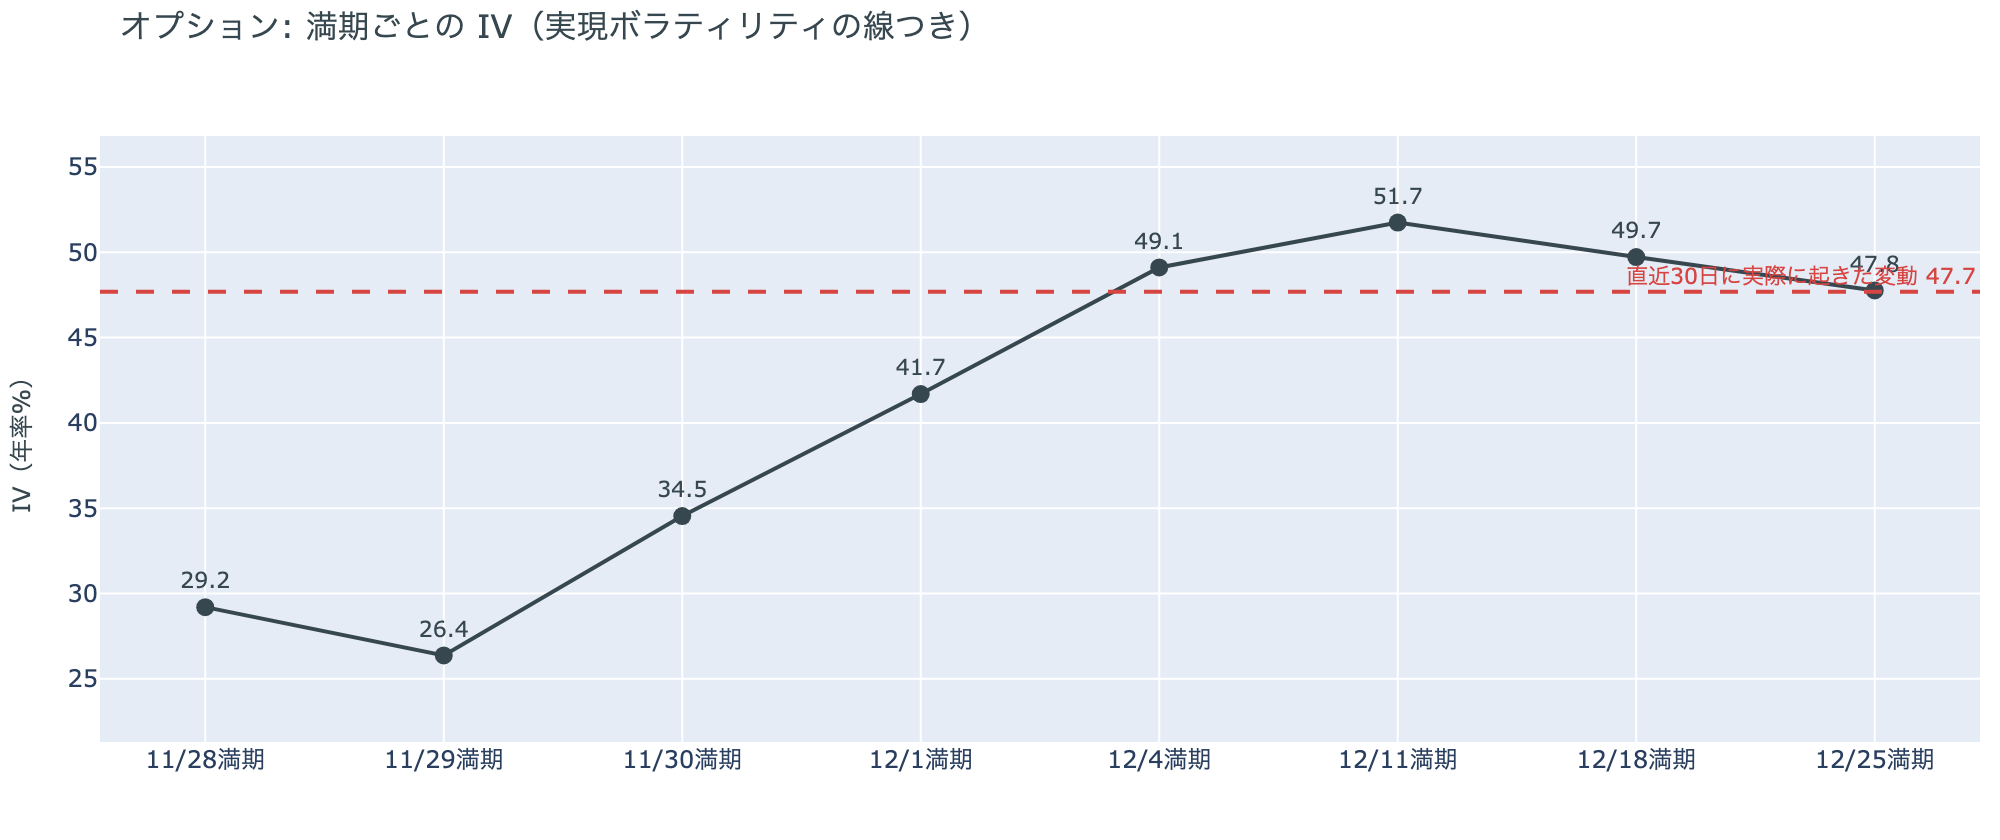 オプション: 満期ごとの IV（実現ボラティリティの線つき）
IV（年率%）
55
50
45
40
35
30
25
29.2
26.4
34.5
41.7
49.1
51.7
49.7
47.8
直近30日に実際に起きた変動 47.7
11/28満期
11/29満期
11/30満期
12/1満期
12/4満期
12/11満期
12/18満期
12/25満期